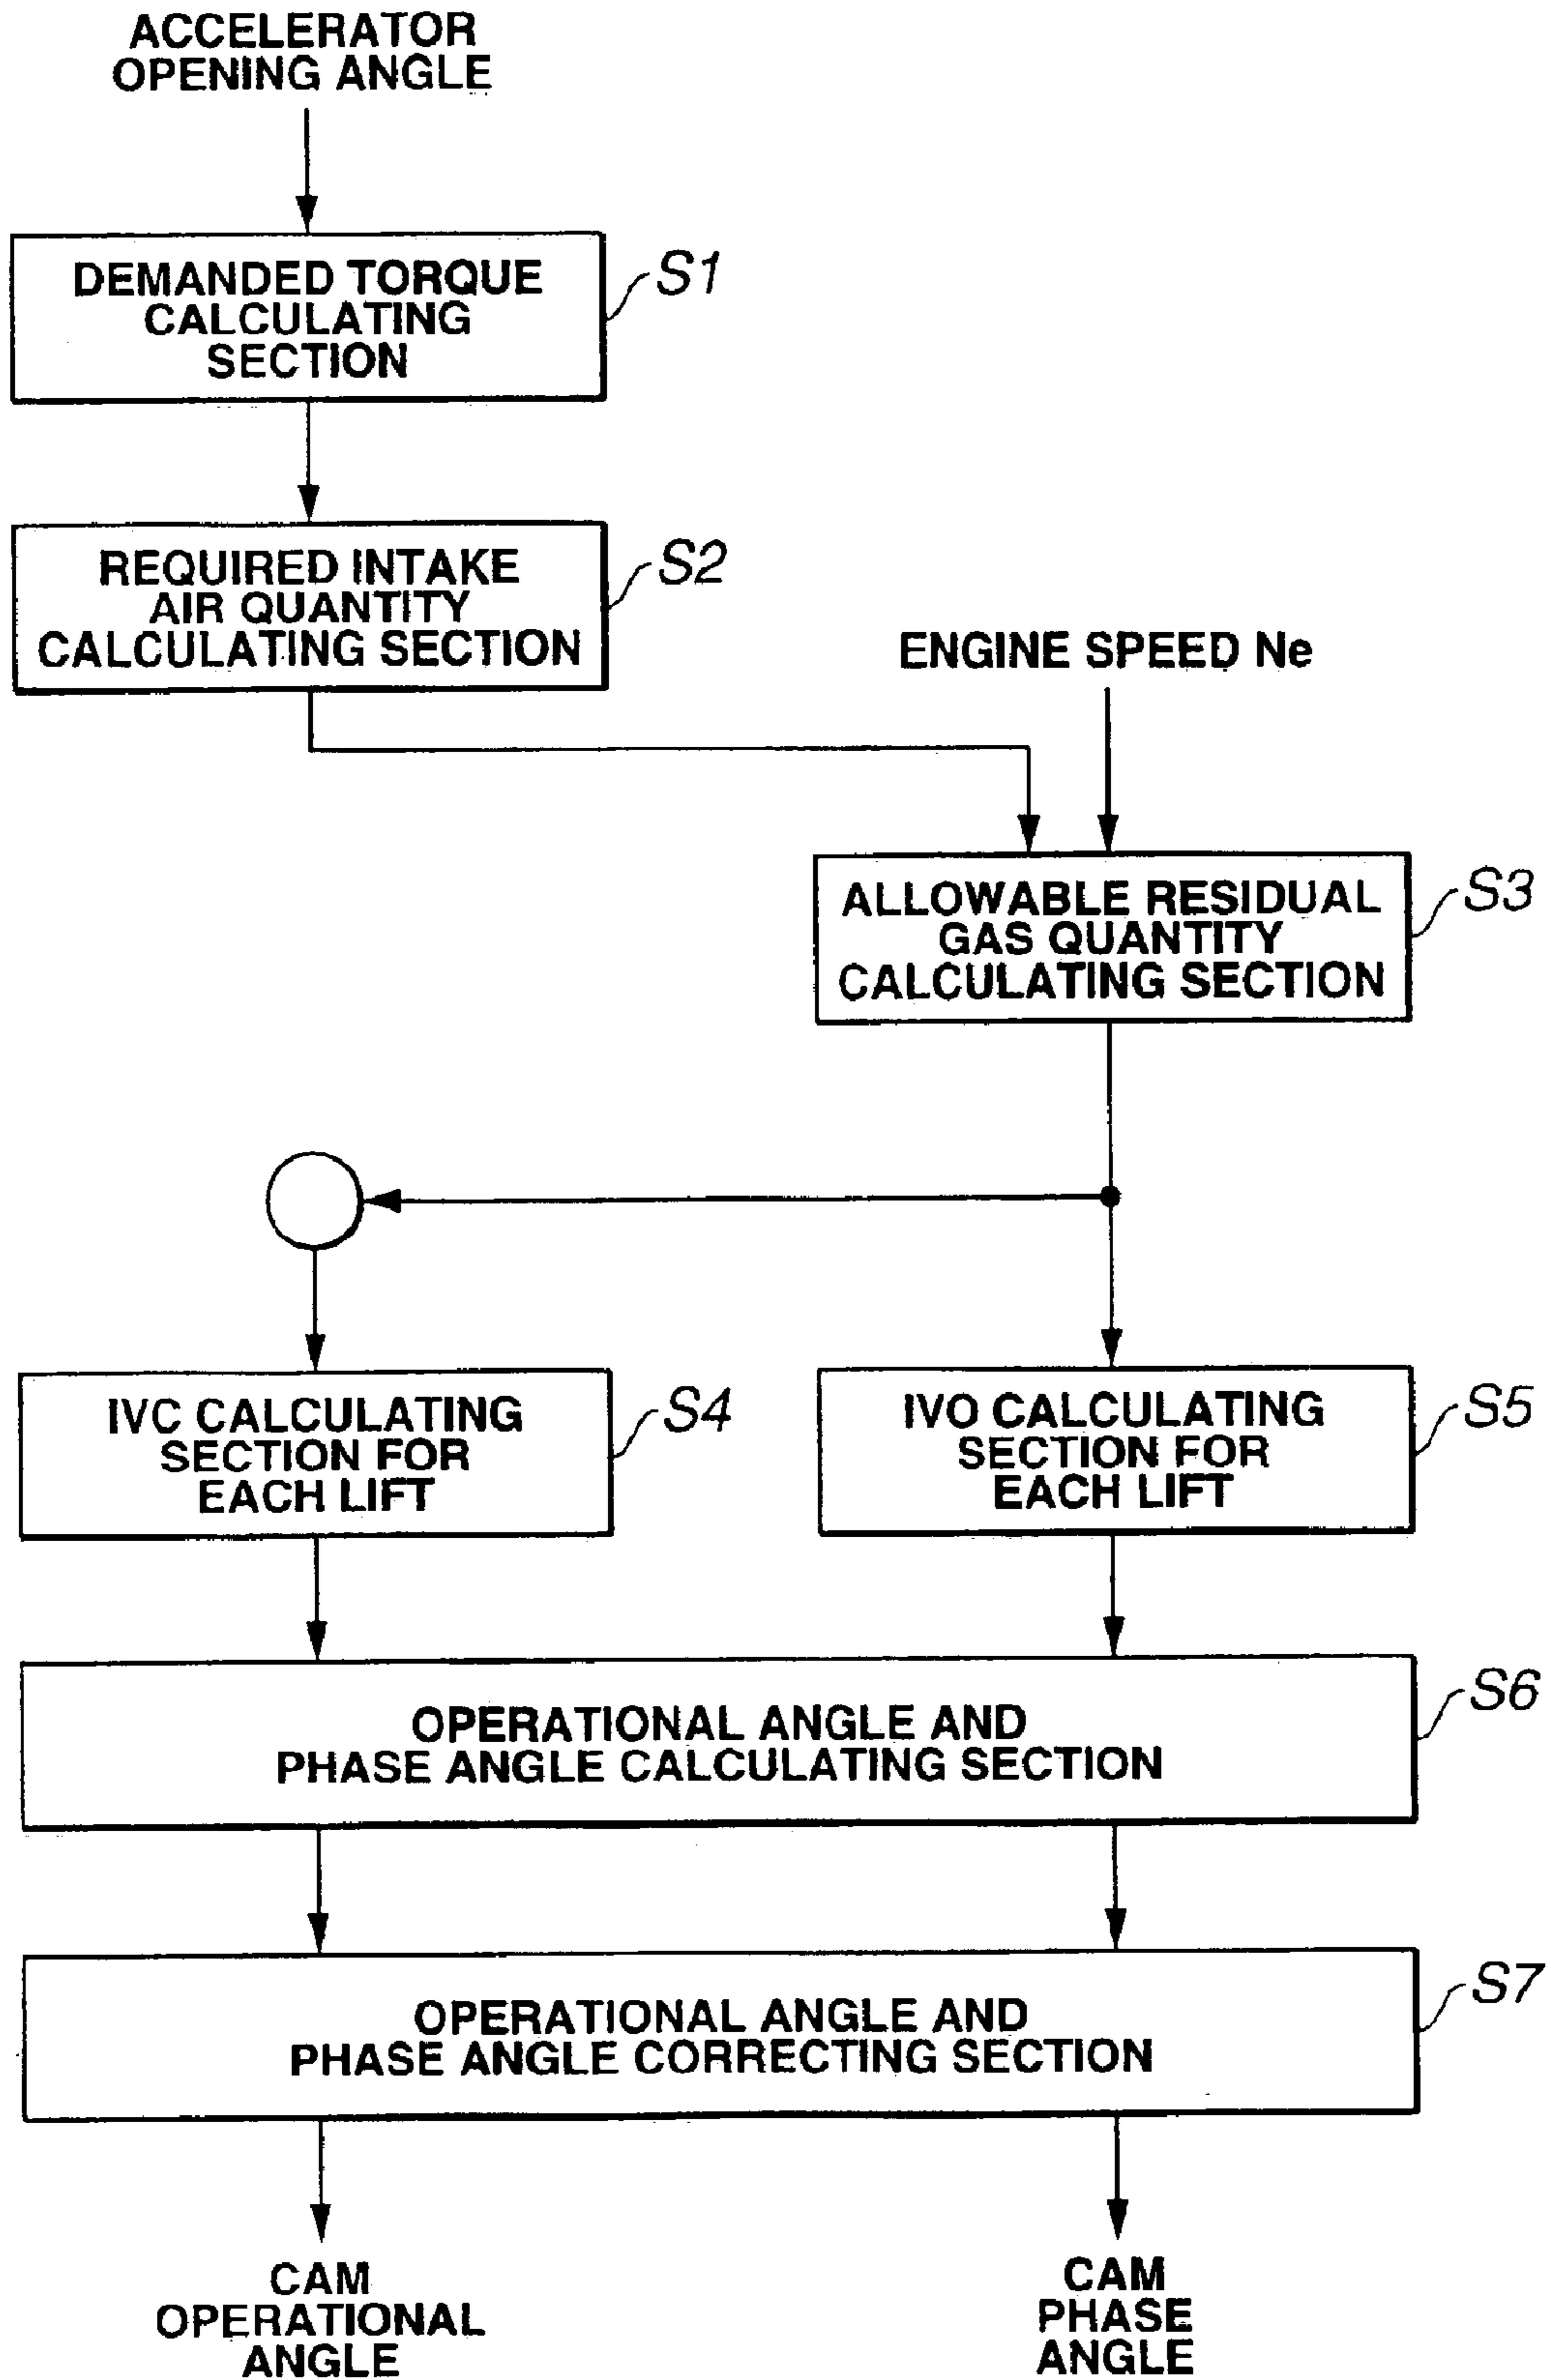 ACCELERATOR
OPENING ANGLE
DEMANDED TORQUE
CALCULATING
SECTION
S1
REQUIRED INTAKE
AIR QUANTITY
CALCULATING SECTION
S2
ENGINE SPEED Ne
ALLOWABLE RESIDUAL
GAS QUANTITY
CALCULATING SECTION
S3
IVC CALCULATING
SECTION FOR
EACH LIFT
S4
IVO CALCULATING
SECTION FOR
EACH LIFT
S5
OPERATIONAL ANGLE AND
PHASE ANGLE CALCULATING SECTION
S6
OPERATIONAL ANGLE AND
PHASE ANGLE CORRECTING SECTION
S7
CAM
OPERATIONAL
ANGLE
CAM
PHASE
ANGLE